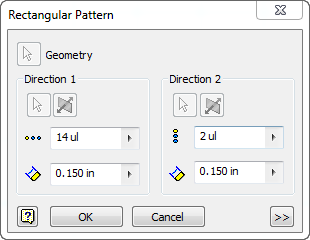 Rectangular Pattern
Geometry
Direction 1
Direction 2
14 ul
2 ul
0.150 in
0.150 in
?
OK
Cancel
>>